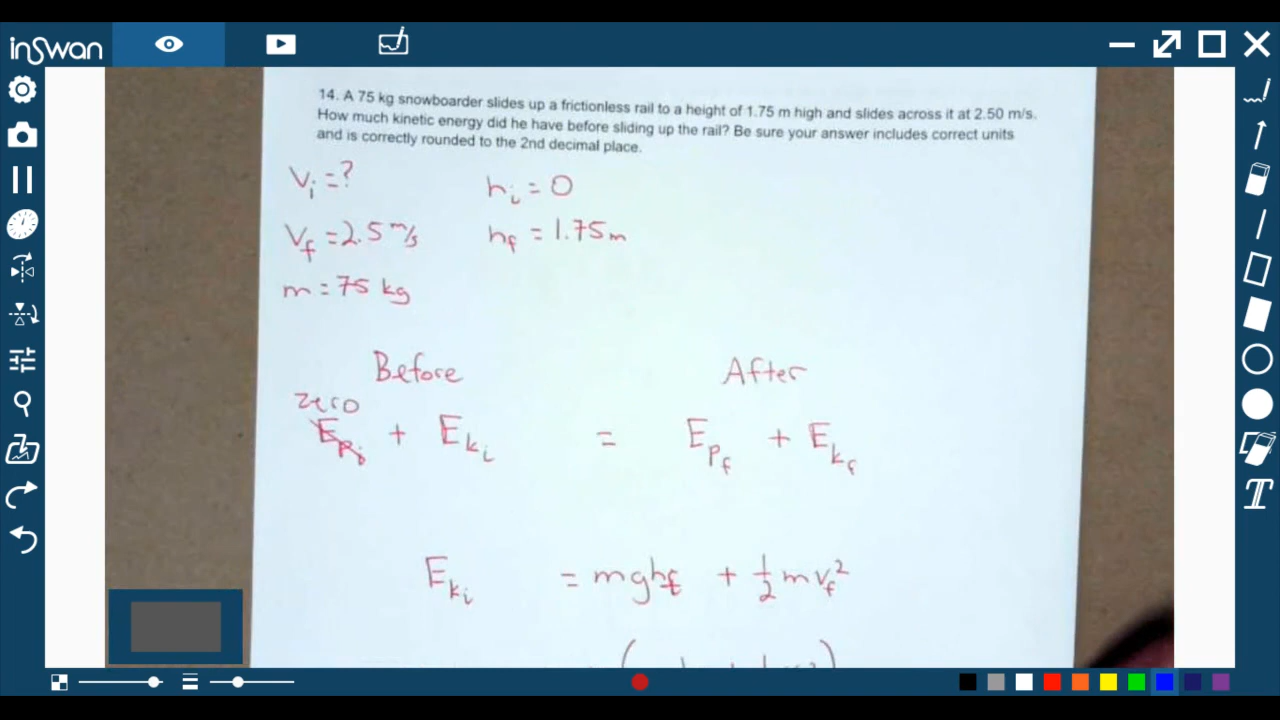 inSwan
14. A 75 kg snowboarder slides up a frictionless rail to a height of 1.75 m high and slides across it at 2.50 m/s.
How much kinetic energy did he have before sliding up the rail? Be sure your answer includes correct units
and is correctly rounded to the 2nd decimal place.
Vi = ? hi = 0
Vf = 2.5 m/s hf = 1.75 m
m = 75 kg
Before After
zero
EPi + Eki = EPf + Ekf
Eki = mghf + 1/2 mvf²
T